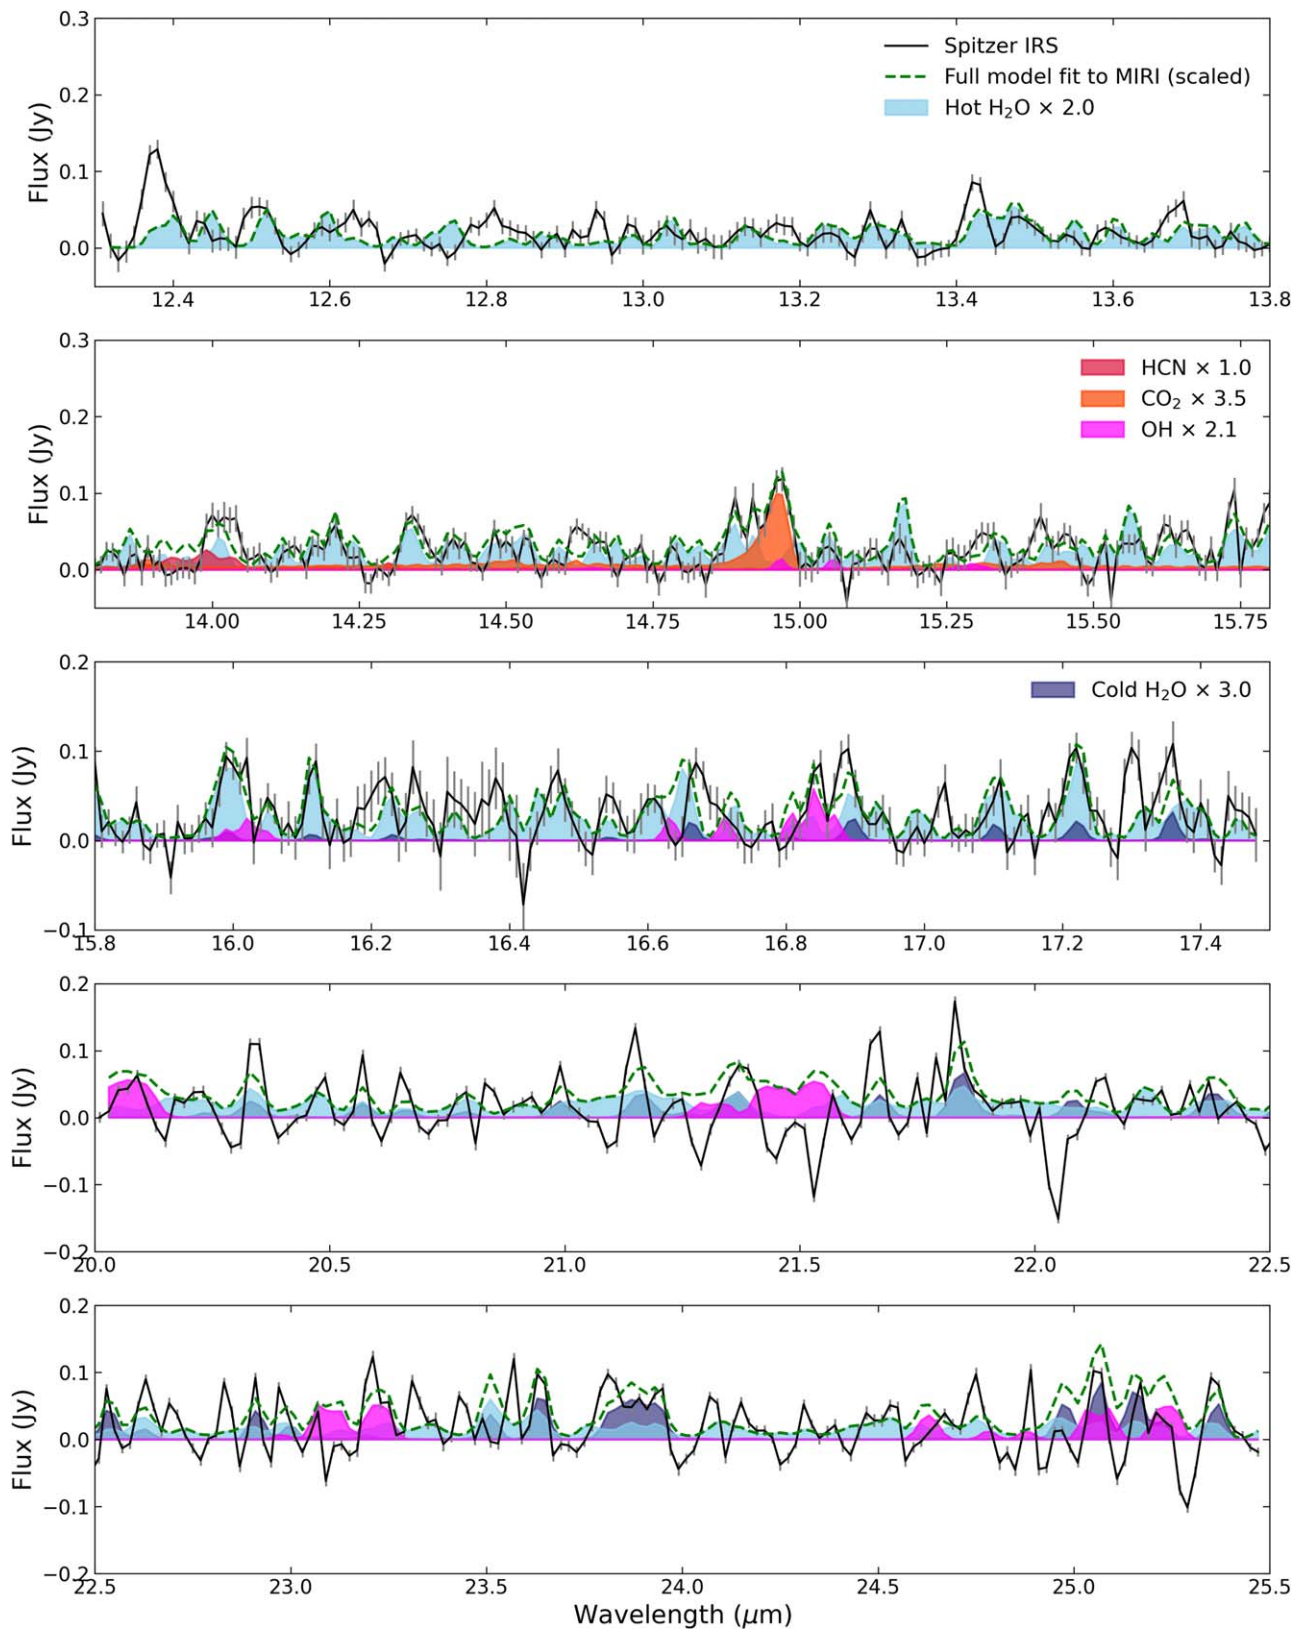 0.3
Spitzer IRS
Full model fit to MIRI (scaled)
0.2
Hot H₂O × 2.0
Flux (Jy)
0.1
0.0
12.4 12.6 12.8 13.0 13.2 13.4 13.6 13.8
0.3
HCN × 1.0
CO₂ × 3.5
0.2
OH × 2.1
Flux (Jy)
0.1
0.0
14.00 14.25 14.50 14.75 15.00 15.25 15.50 15.75
0.2
Cold H₂O × 3.0
0.1
Flux (Jy)
0.0
−0.1
15.8 16.0 16.2 16.4 16.6 16.8 17.0 17.2 17.4
0.2
0.1
Flux (Jy)
0.0
−0.1
−0.2
20.0 20.5 21.0 21.5 22.0 22.5
0.2
0.1
Flux (Jy)
0.0
−0.1
−0.2
22.5 23.0 23.5 24.0 24.5 25.0 25.5
Wavelength (μm)